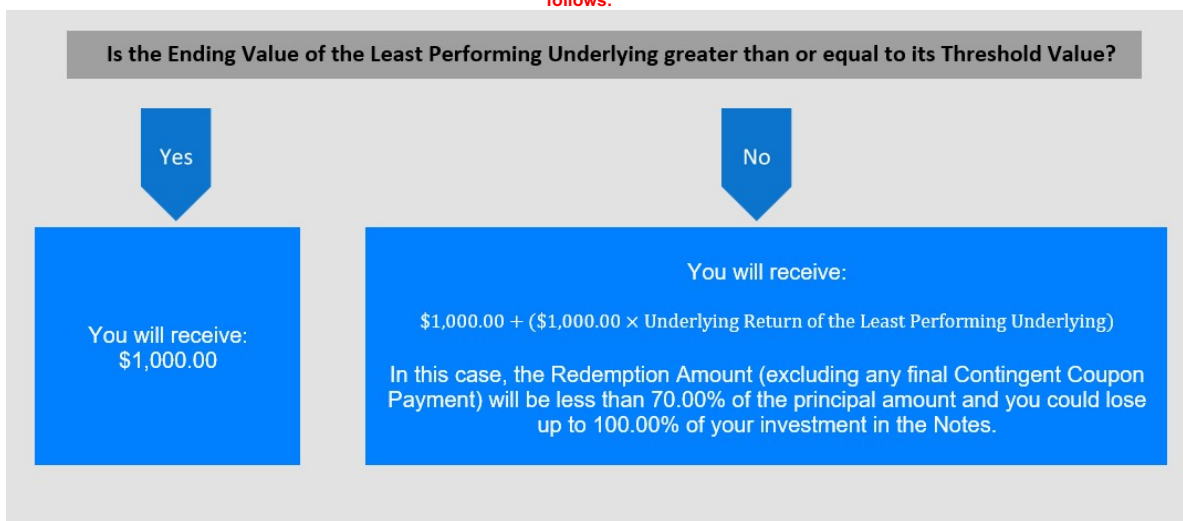 follows:
Is the Ending Value of the Least Performing Underlying greater than or equal to its Threshold Value?
Yes
No
You will receive:
$1,000.00
You will receive:
$1,000.00 + ($1,000.00 × Underlying Return of the Least Performing Underlying)
In this case, the Redemption Amount (excluding any final Contingent Coupon
Payment) will be less than 70.00% of the principal amount and you could lose
up to 100.00% of your investment in the Notes.